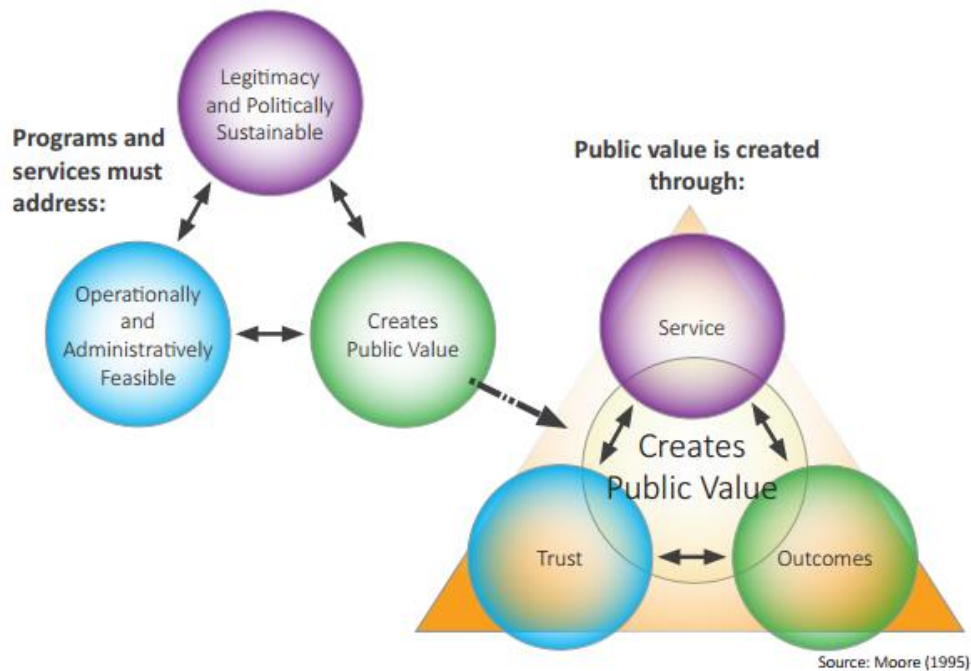 Legitimacy
and Politically
Sustainable
Programs and
services must
address:
Operationally
and
Administratively
Feasible
Creates
Public Value
Public value is created
through:
Service
Creates
Public Value
Trust
Outcomes
Source: Moore (1995)